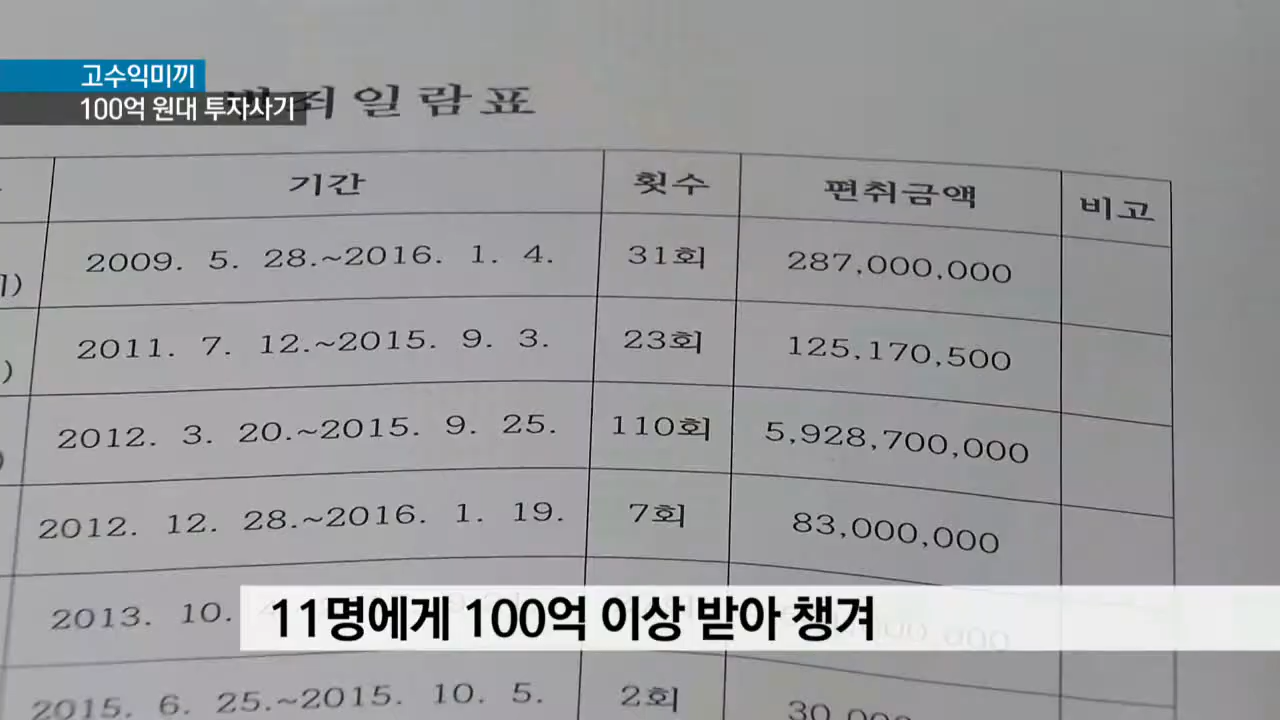 고수익미끼
100억 원대 투자사기
죄일람표
기간 횟수 편취금액 비고
2009. 5. 28.~2016. 1. 4. 31회 287,000,000
2011. 7. 12.~2015. 9. 3. 23회 125,170,500
2012. 3. 20.~2015. 9. 25. 110회 5,928,700,000
2012. 12. 28.~2016. 1. 19. 7회 83,000,000
2013. 10.
11명에게 100억 이상 받아 챙겨
2015. 6. 25.~2015. 10. 5. 2회